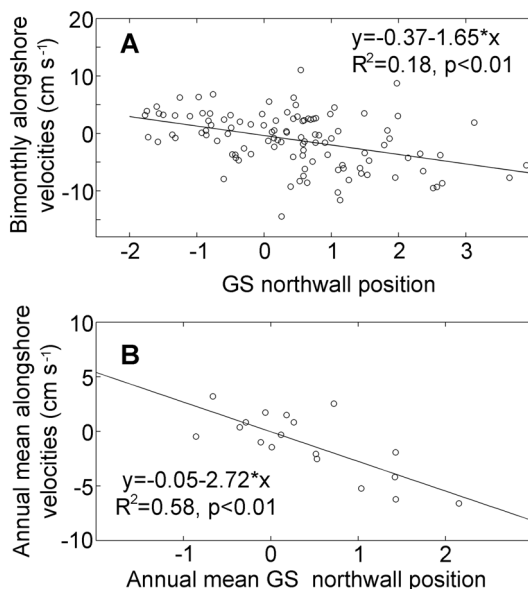 A
y=-0.37-1.65*x
R²=0.18, p<0.01
Bimonthly alongshore
velocities (cm s⁻¹)
20
10
0
-10
-2 -1 0 1 2 3
GS northwall position
B
y=-0.05-2.72*x
R²=0.58, p<0.01
Annual mean alongshore
velocities (cm s⁻¹)
10
5
0
-5
-10
-1 0 1 2
Annual mean GS northwall position